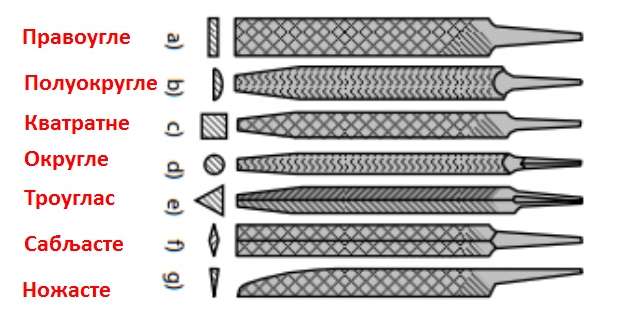 Правоугле a)
Полуокругле b)
Кватратне c)
Округле d)
Троуглас e)
Сабљасте f)
Ножасте g)